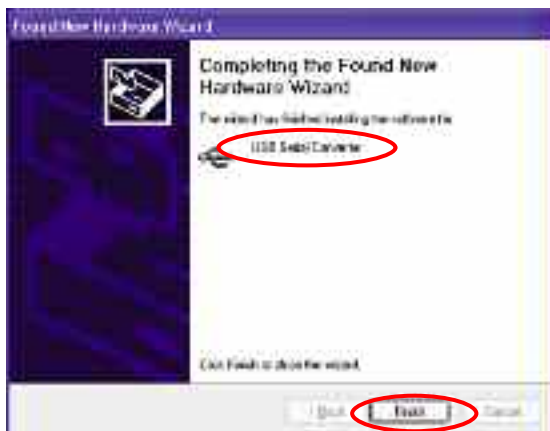 Found New Hardware Wizard
Completing the Found New
Hardware Wizard
The wizard has finished installing the software for:
USB Serial Converter
Click Finish to close the wizard.
< Back
Finish
Cancel